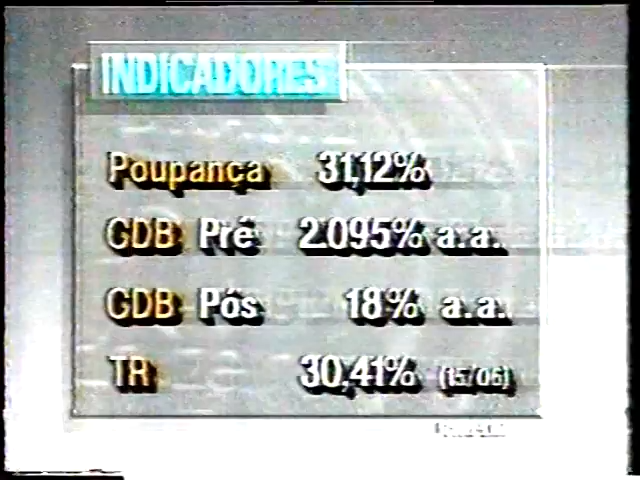 INDICADORES
Poupança 31,12%
CDB Pré 2.095% a.a.
CDB Pós 18% a.a.
TR 30,41% (15/06)